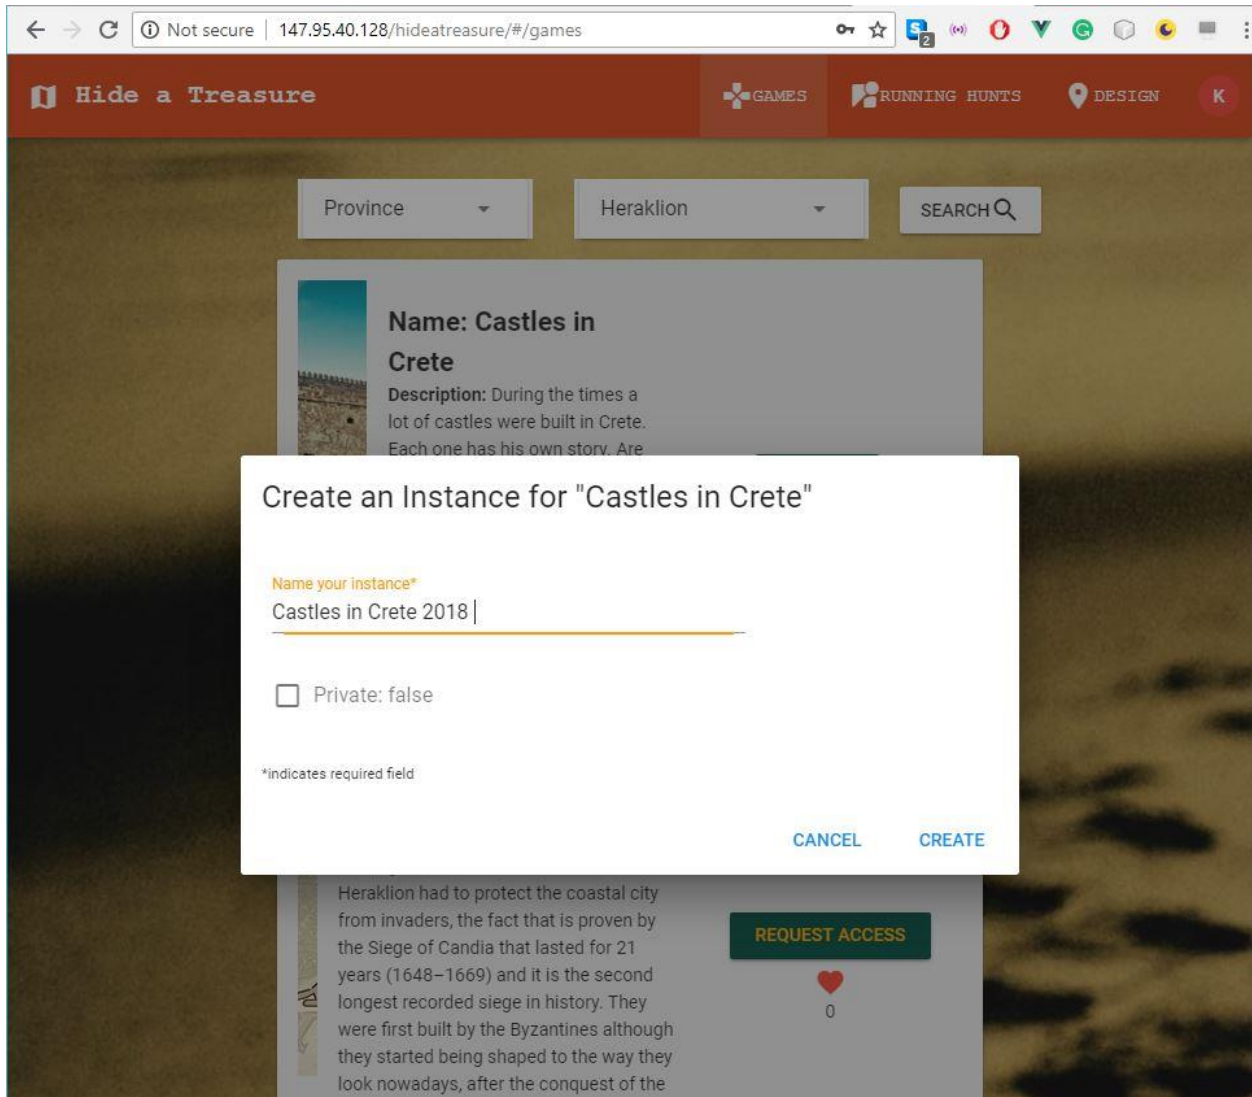 Not secure | 147.95.40.128/hideatreasure/#/games
2
Hide a Treasure
GAMES
RUNNING HUNTS
DESIGN
K
Province
Heraklion
SEARCH
Name: Castles in
Crete
Description: During the times a
lot of castles were built in Crete.
Each one has his own story. Are
Create an Instance for "Castles in Crete"
Name your instance*
Castles in Crete 2018
Private: false
*indicates required field
CANCEL
CREATE
Heraklion had to protect the coastal city
from invaders, the fact that is proven by
the Siege of Candia that lasted for 21
years (1648–1669) and it is the second
longest recorded siege in history. They
were first built by the Byzantines although
they started being shaped to the way they
look nowadays, after the conquest of the
REQUEST ACCESS
0